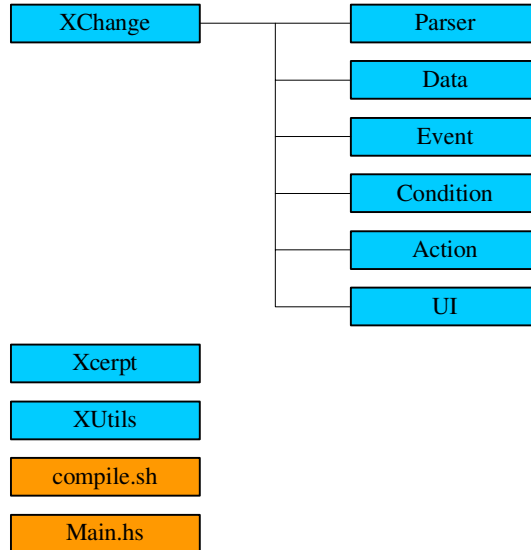 XChange
Parser
Data
Event
Condition
Action
UI
Xcerpt
XUtils
compile.sh
Main.hs